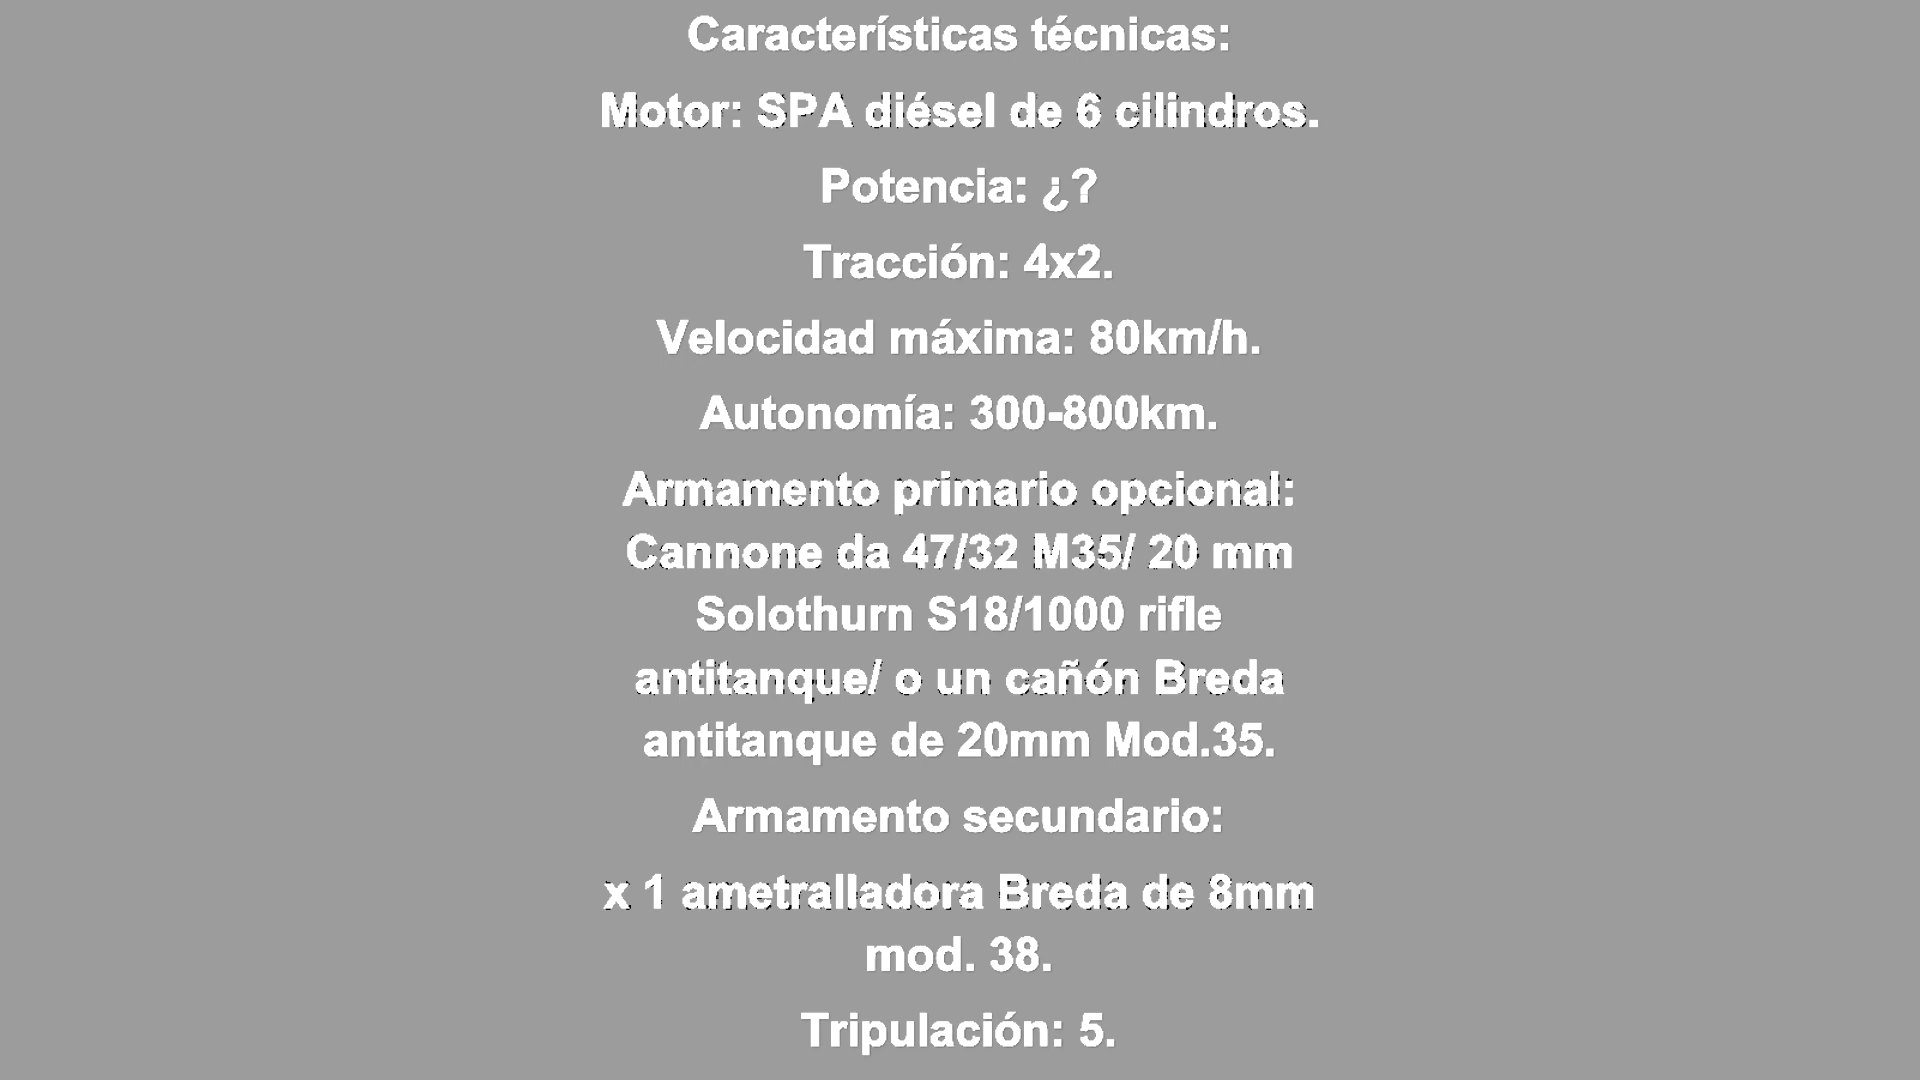 Características técnicas:
Motor: SPA diésel de 6 cilindros.
Potencia: ¿?
Tracción: 4x2.
Velocidad máxima: 80km/h.
Autonomía: 300-800km.
Armamento primario opcional:
Cannone da 47/32 M35/ 20 mm
Solothurn S18/1000 rifle
antitanque/ o un cañón Breda
antitanque de 20mm Mod.35.
Armamento secundario:
x 1 ametralladora Breda de 8mm
mod. 38.
Tripulación: 5.